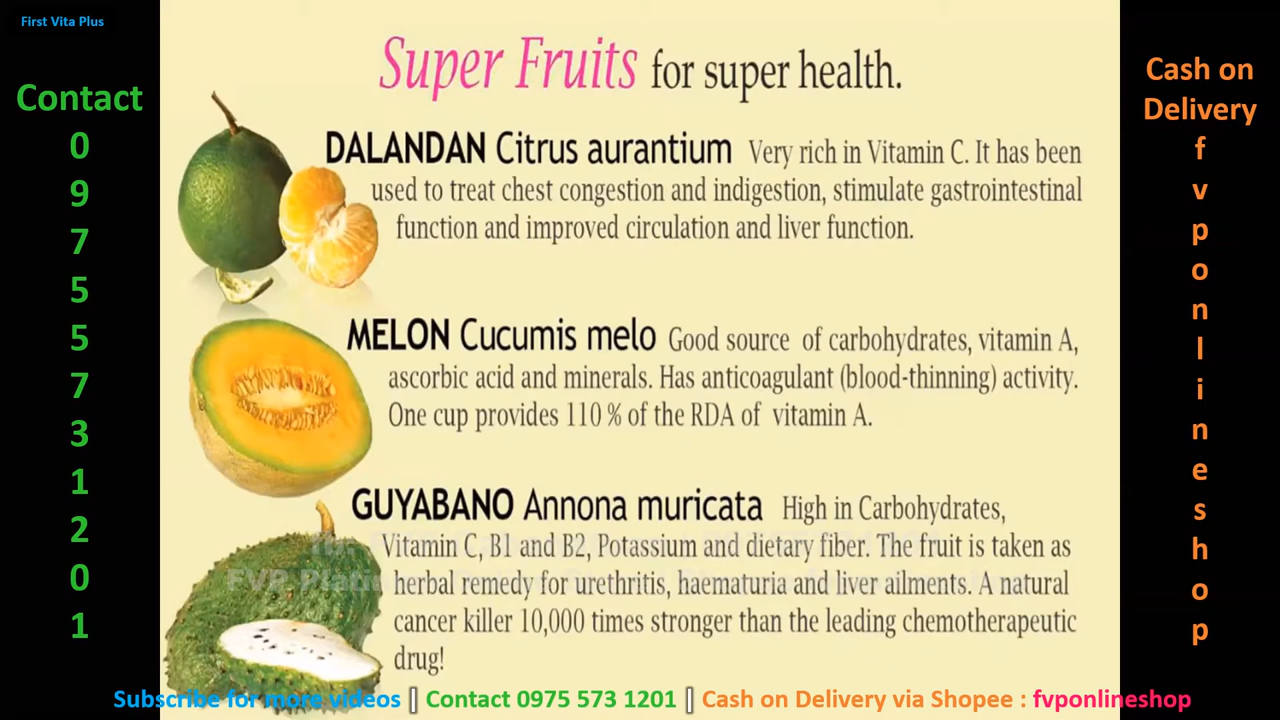 First Vita Plus
Contact
0
9
7
5
5
7
3
1
2
0
1
Super Fruits for super health.
DALANDAN Citrus aurantium Very rich in Vitamin C. It has been
used to treat chest congestion and indigestion, stimulate gastrointestinal
function and improved circulation and liver function.
MELON Cucumis melo Good source of carbohydrates, vitamin A,
ascorbic acid and minerals. Has anticoagulant (blood-thinning) activity.
One cup provides 110 % of the RDA of vitamin A.
GUYABANO Annona muricata High in Carbohydrates,
Vitamin C, B1 and B2, Potassium and dietary fiber. The fruit is taken as
herbal remedy for urethritis, haematuria and liver ailments. A natural
cancer killer 10,000 times stronger than the leading chemotherapeutic
drug!
Cash on
Delivery
f
v
p
o
n
l
i
n
e
s
h
o
p
Subscribe for more videos | Contact 0975 573 1201 | Cash on Delivery via Shopee : fvponlineshop